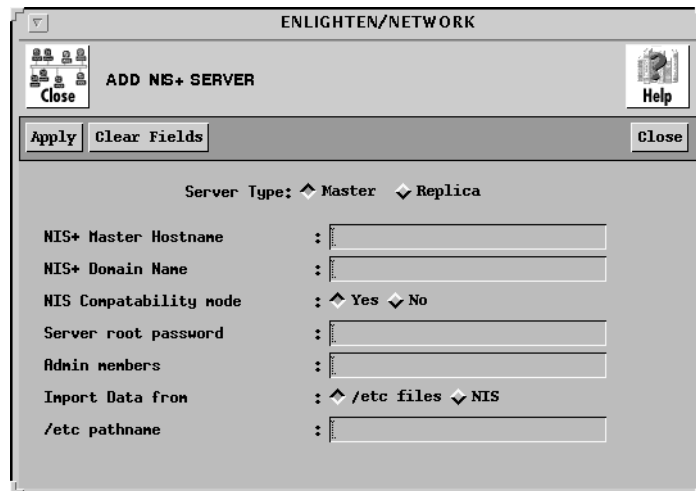 ENLIGHTEN/NETWORK
Close
ADD NIS+ SERVER
Help
Apply Clear Fields Close
Server Type: Master Replica
NIS+ Master Hostname :
NIS+ Domain Name :
NIS Compatability mode : Yes No
Server root password :
Admin members :
Import Data from : /etc files NIS
/etc pathname :